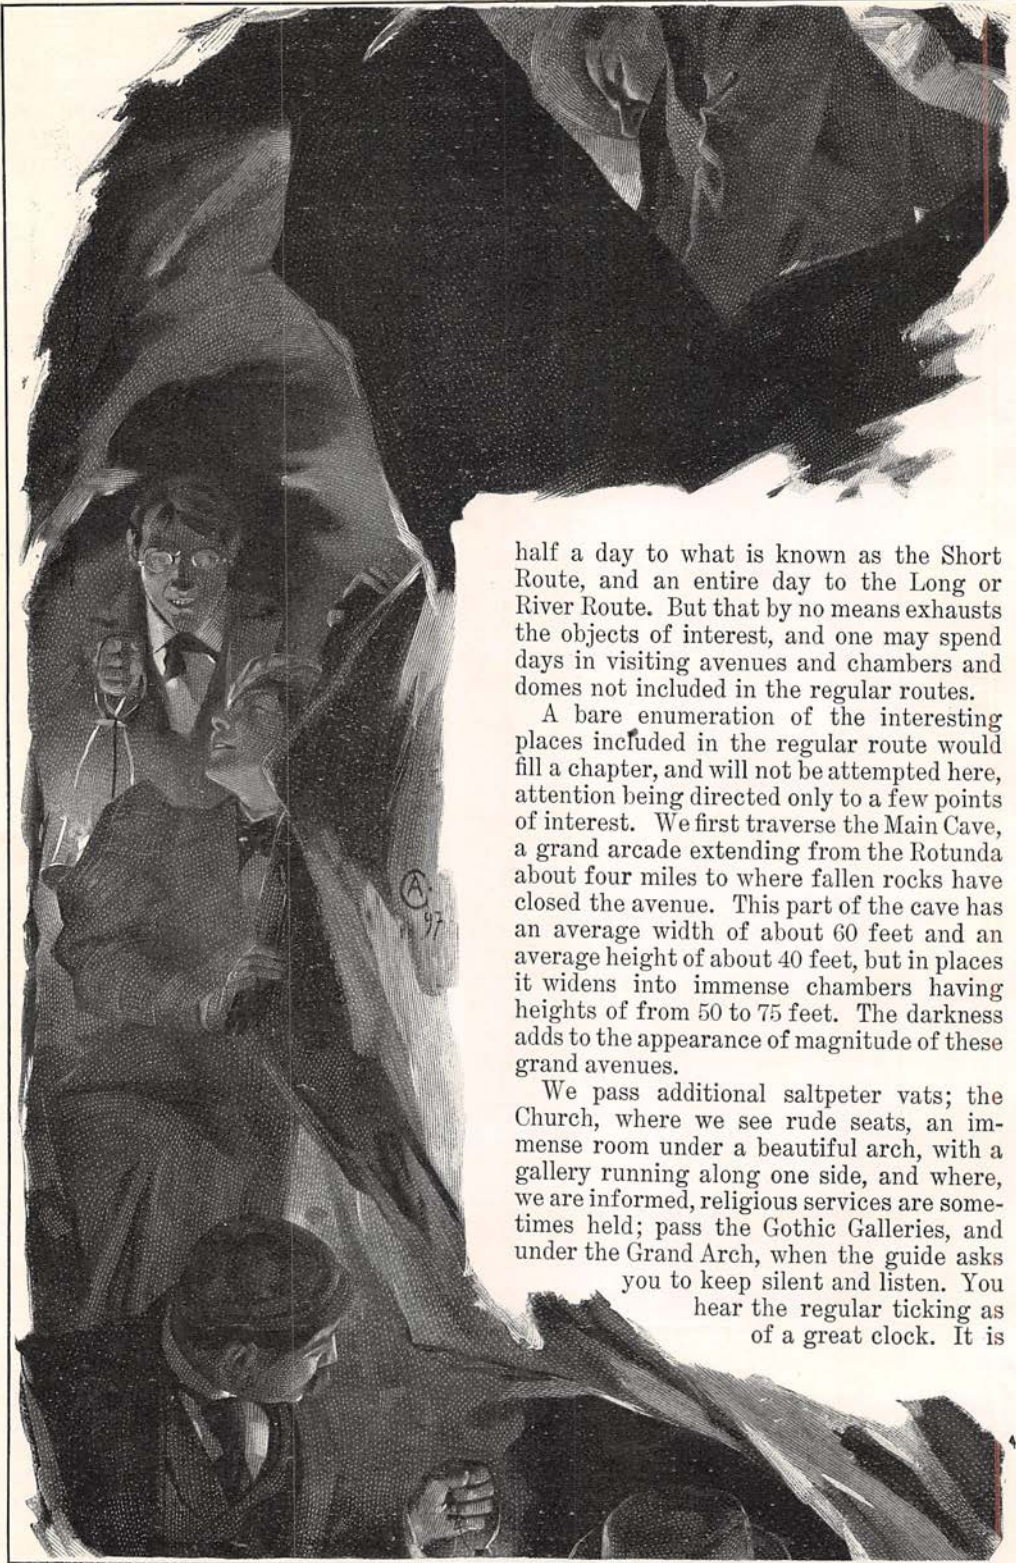 half a day to what is known as the Short
Route, and an entire day to the Long or
River Route. But that by no means exhausts
the objects of interest, and one may spend
days in visiting avenues and chambers and
domes not included in the regular routes.
A bare enumeration of the interesting
places included in the regular route would
fill a chapter, and will not be attempted here,
attention being directed only to a few points
of interest. We first traverse the Main Cave,
a grand arcade extending from the Rotunda
about four miles to where fallen rocks have
closed the avenue. This part of the cave has
an average width of about 60 feet and an
average height of about 40 feet, but in places
it widens into immense chambers having
heights of from 50 to 75 feet. The darkness
adds to the appearance of magnitude of these
grand avenues.
We pass additional saltpeter vats; the
Church, where we see rude seats, an im-
mense room under a beautiful arch, with a
gallery running along one side, and where,
we are informed, religious services are some-
times held; pass the Gothic Galleries, and
under the Grand Arch, when the guide asks
you to keep silent and listen. You
hear the regular ticking as
of a great clock. It is
97